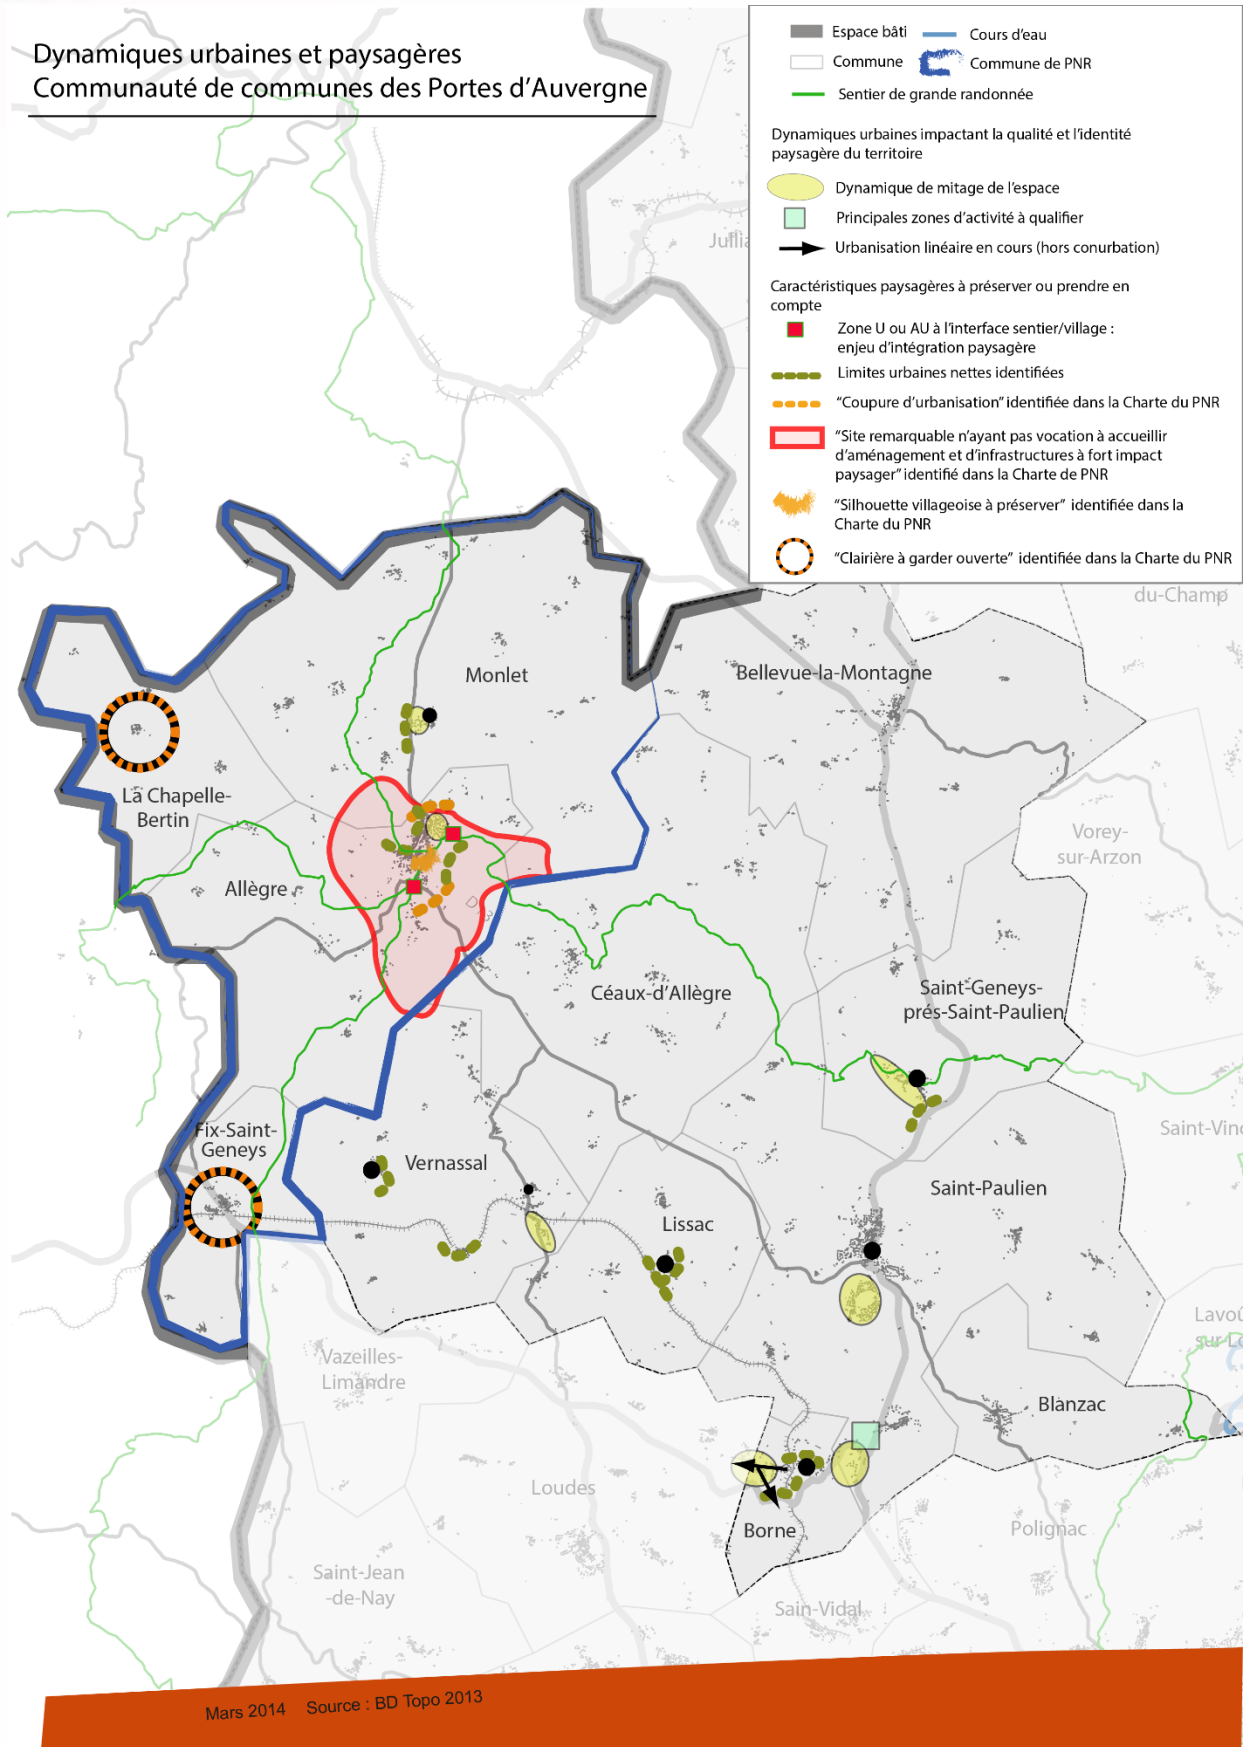 Dynamiques urbaines et paysagères
Communauté de communes des Portes d'Auvergne
Espace bâti
Cours d'eau
Commune
Commune de PNR
Sentier de grande randonnée
Dynamiques urbaines impactant la qualité et l'identité
paysagère du territoire
Dynamique de mitage de l'espace
Principales zones d'activité à qualifier
Urbanisation linéaire en cours (hors conurbation)
Caractéristiques paysagères à préserver ou prendre en
compte
Zone U ou AU à l'interface sentier/village :
enjeu d'intégration paysagère
Limites urbaines nettes identifiées
"Coupure d'urbanisation" identifiée dans la Charte du PNR
"Site remarquable n'ayant pas vocation à accueillir
d'aménagement et d'infrastructures à fort impact
paysager" identifié dans la Charte de PNR
"Silhouette villageoise à préserver" identifiée dans la
Charte du PNR
"Clairière à garder ouverte" identifiée dans la Charte du PNR
Jullia
du-Champ
Monlet
Bellevue-la-Montagne
La Chapelle-
Bertin
Vorey-
sur-Arzon
Allègre
Céaux-d'Allègre
Saint-Geneys-
prés-Saint-Paulien
Fix-Saint-
Geneys
Saint-Vinc
Vernassal
Saint-Paulien
Lissac
Lavoû
sur-Lo
Vazeilles-
Limandre
Blanzac
Loudes
Borne
Polignac
Saint-Jean
-de-Nay
Sain-Vidal
Mars 2014 Source : BD Topo 2013